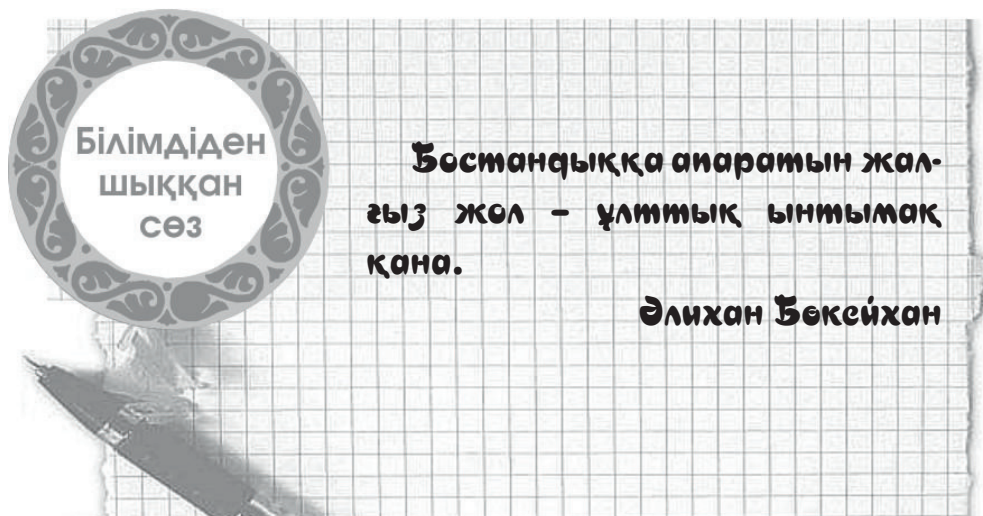 Білімдіден
шыққан
сөз
Бостандыққа апаратын жал-
ғыз жол – ұлттық ынтымақ
қана.
Әлихан Бөкейхан